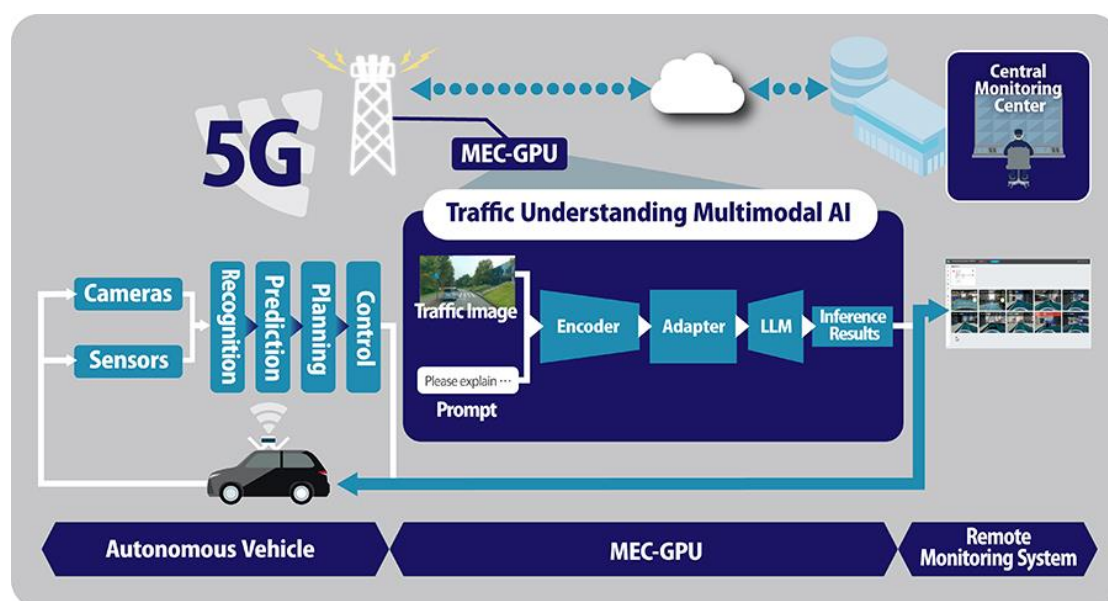 5G
MEC-GPU
Central
Monitoring
Center
Traffic Understanding Multimodal AI
Cameras
Sensors
Recognition
Prediction
Planning
Control
Traffic Image
Please explain ···
Prompt
Encoder
Adapter
LLM
Inference
Results
Autonomous Vehicle
MEC-GPU
Remote
Monitoring System